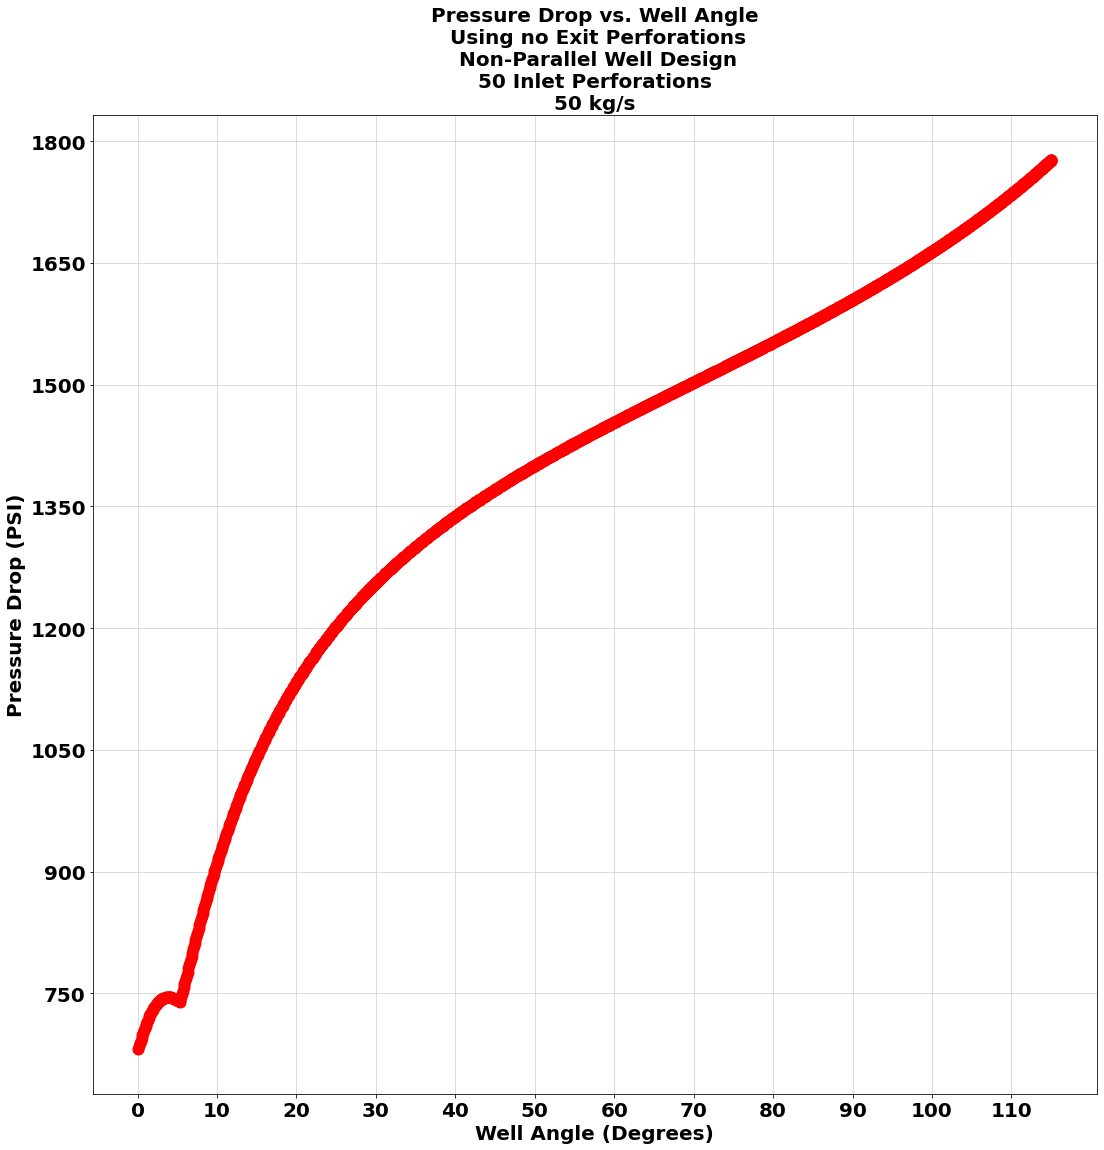 Pressure Drop vs. Well Angle
Using no Exit Perforations
Non-Parallel Well Design
50 Inlet Perforations
50 kg/s
1800
1650
1500
1350
1200
1050
900
750
Pressure Drop (PSI)
0 10 20 30 40 50 60 70 80 90 100 110
Well Angle (Degrees)